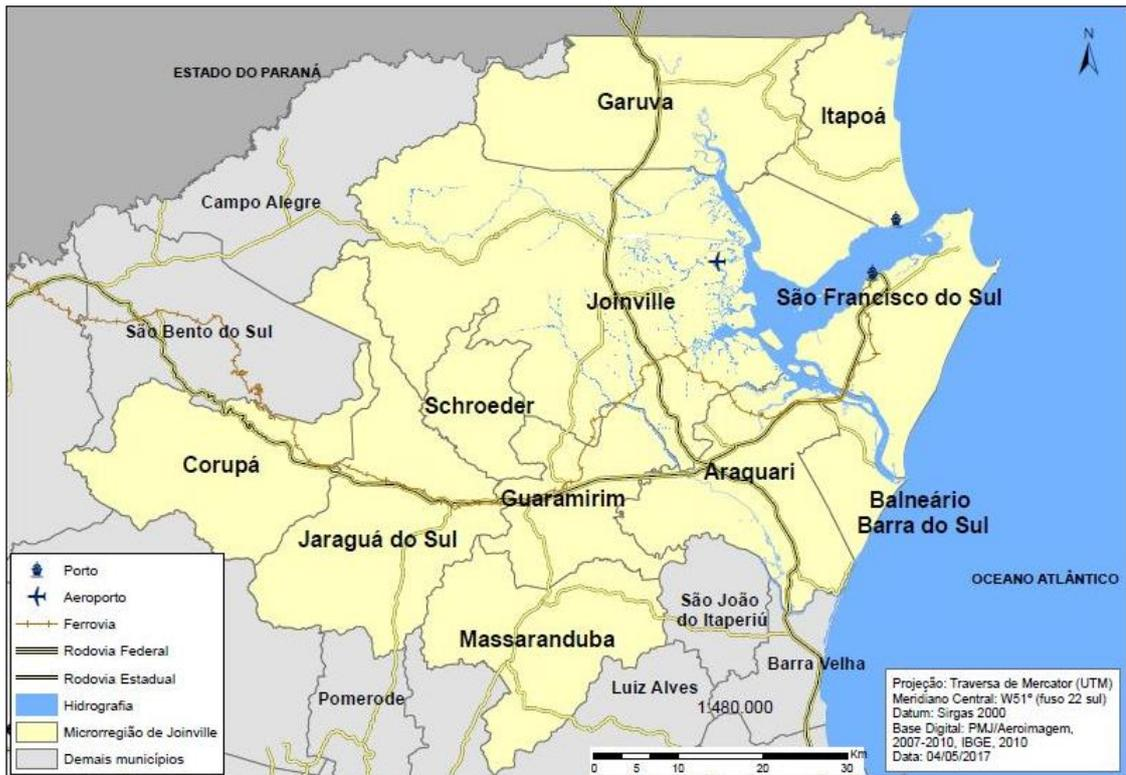 N
ESTADO DO PARANÁ
Garuva
Itapoá
Campo Alegre
Joinville
São Francisco do Sul
São Bento do Sul
Schroeder
Corupá
Araquari
Guaramirim
Balneário
Barra do Sul
Jaraguá do Sul
OCEANO ATLÂNTICO
São João
do Itaperiú
Massaranduba
Barra Velha
Luiz Alves
Pomerode
1:480.000
Porto
Aeroporto
Ferrovia
Rodovia Federal
Rodovia Estadual
Hidrografia
Microrregião de Joinville
Demais municípios
Projeção: Traversa de Mercator (UTM)
Meridiano Central: W51º (fuso 22 sul)
Datum: Sirgas 2000
Base Digital: PMJ/Aeroimagem,
2007-2010, IBGE, 2010
Data: 04/05/2017
Km
0 5 10 20 30